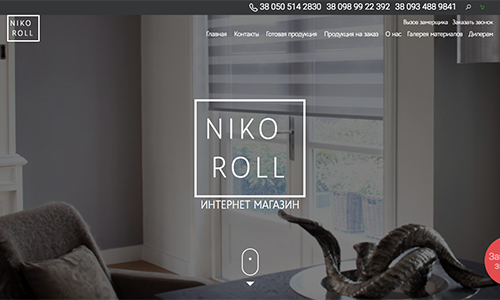 38 050 514 2830 38 098 99 22 392 38 093 488 9841
NIKO
ROLL
Вызов замерщика Заказать звонок
Главная Контакты Готовая продукция Продукция на заказ О нас Галерея материалов Дилерам
NIKO
ROLL
ИНТЕРНЕТ МАГАЗИН